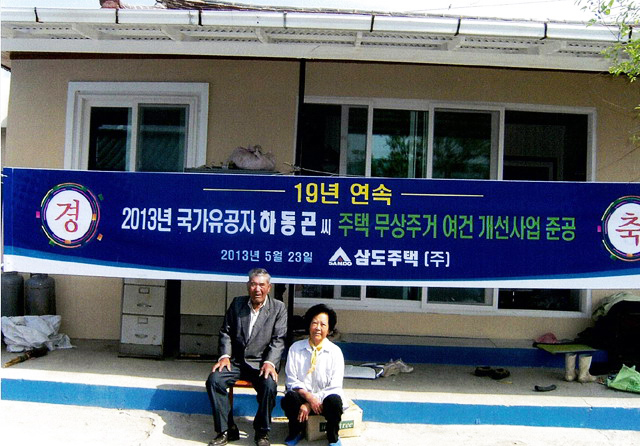 경 축
19년 연속
2013년 국가유공자 하동곤 씨 주택 무상주거 여건 개선사업 준공
2013년 5월 23일 SAMDO 삼도주택(주)